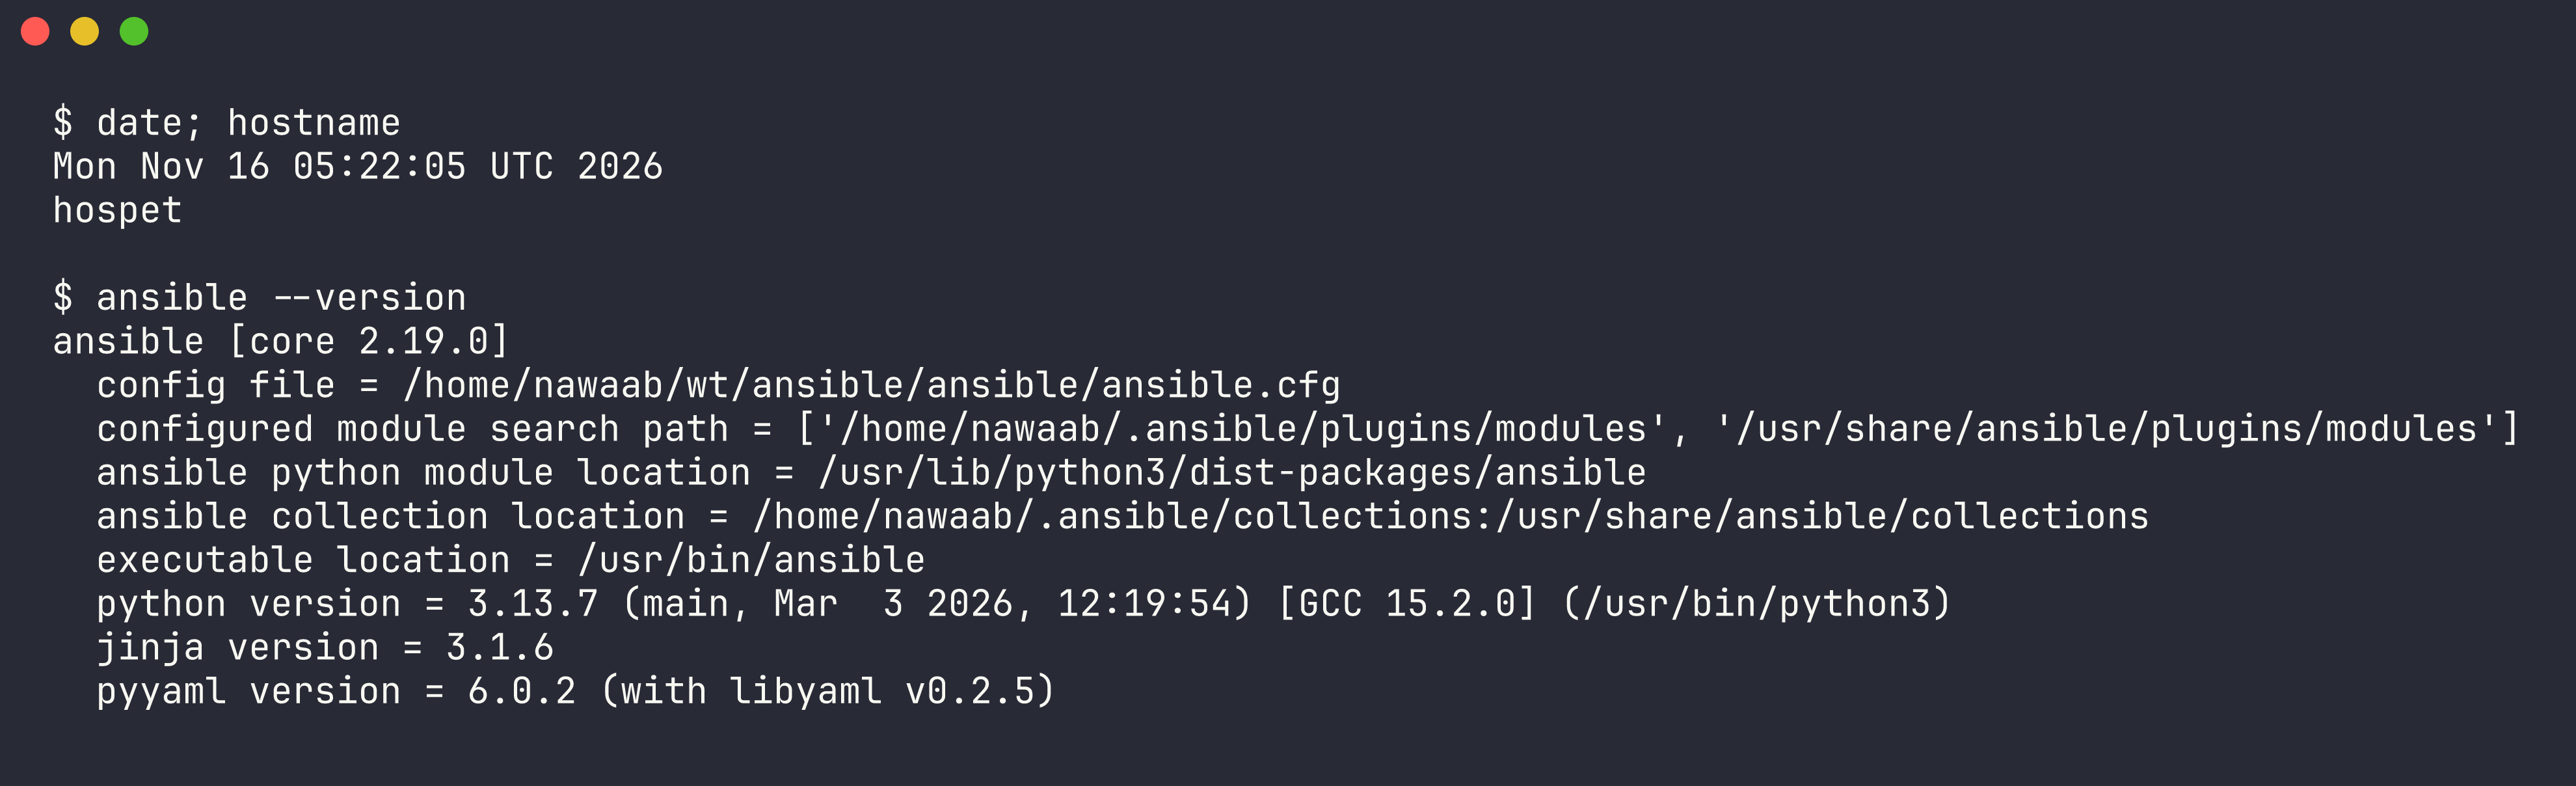 $ date; hostname
Mon Nov 16 05:22:05 UTC 2026
hospet

$ ansible --version
ansible [core 2.19.0]
  config file = /home/nawaab/wt/ansible/ansible/ansible.cfg
  configured module search path = ['/home/nawaab/.ansible/plugins/modules', '/usr/share/ansible/plugins/modules']
  ansible python module location = /usr/lib/python3/dist-packages/ansible
  ansible collection location = /home/nawaab/.ansible/collections:/usr/share/ansible/collections
  executable location = /usr/bin/ansible
  python version = 3.13.7 (main, Mar  3 2026, 12:19:54) [GCC 15.2.0] (/usr/bin/python3)
  jinja version = 3.1.6
  pyyaml version = 6.0.2 (with libyaml v0.2.5)